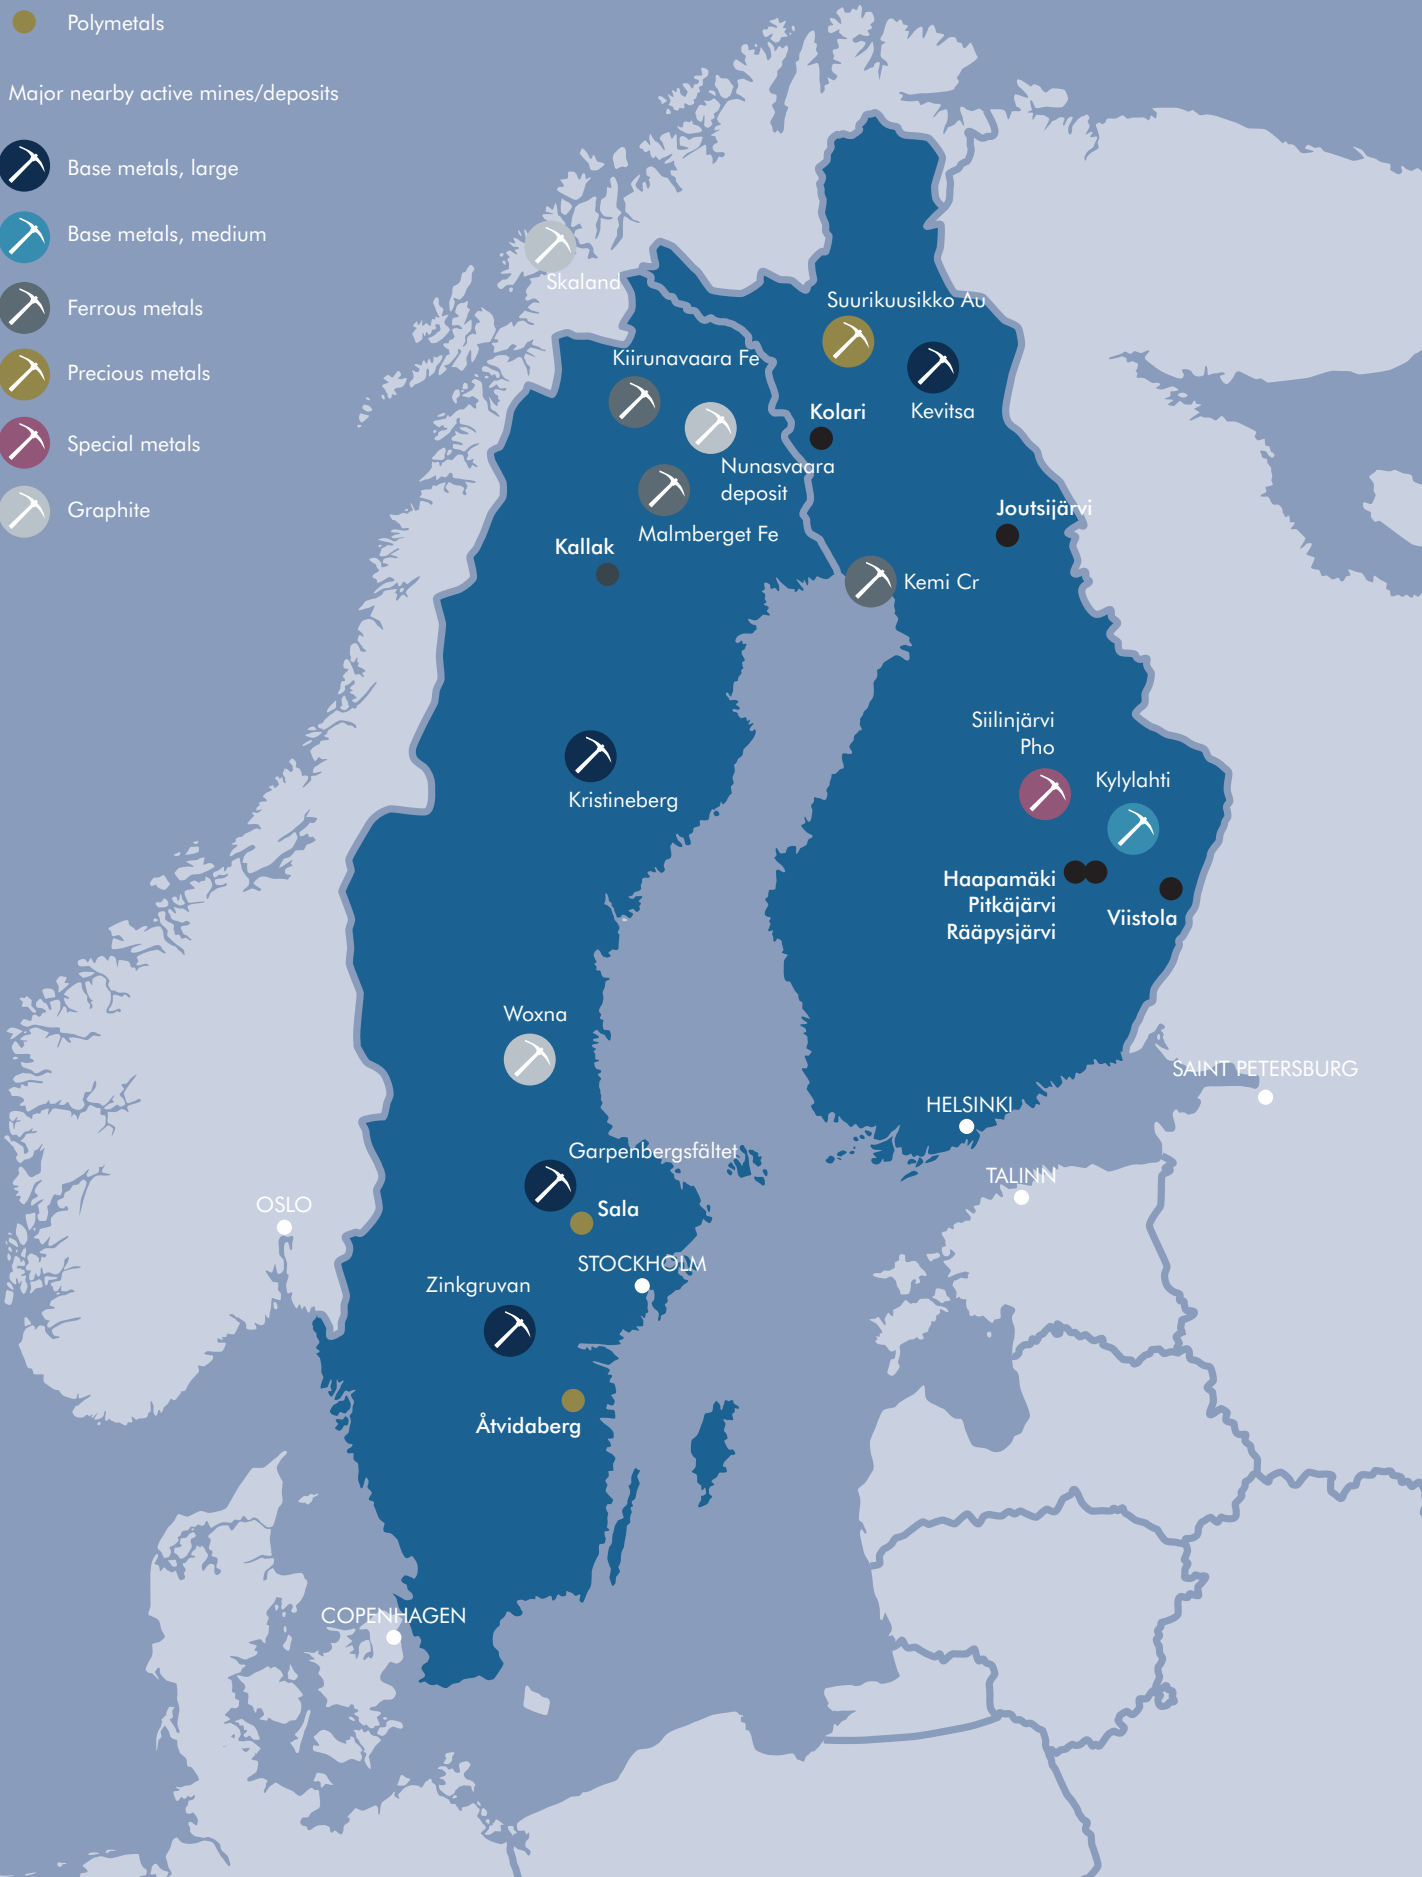 Polymetals
Major nearby active mines/deposits
Base metals, large
Base metals, medium
Ferrous metals
Precious metals
Special metals
Graphite
Skaland
Suurikuusikko Au
Kiirunavaara Fe
Kolari
Kevitsa
Nunasvaara
deposit
Joutsijärvi
Malmberget Fe
Kallak
Kemi Cr
Siilinjärvi
Pho
Kylylahti
Kristineberg
Haapamäki
Pitkäjärvi
Rääpysjärvi
Viistola
Woxna
SAINT PETERSBURG
HELSINKI
Garpenbergsfältet
TALINN
OSLO
Sala
STOCKHOLM
Zinkgruvan
Åtvidaberg
COPENHAGEN